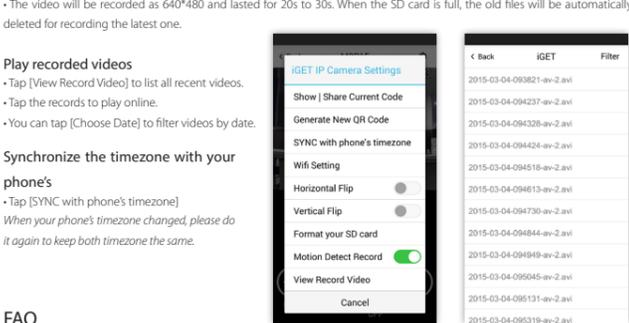 • The video will be recorded as 640*480 and lasted for 20s to 30s. When the SD card is full, the old files will be automatically
deleted for recording the latest one.
Play recorded videos
• Tap [View Record Video] to list all recent videos.
• Tap the records to play online.
• You can tap [Choose Date] to filter videos by date.
Synchronize the timezone with your
phone's
• Tap [SYNC with phone's timezone]
When your phone's timezone changed, please do
it again to keep both timezone the same.
FAQ
iGET IP Camera Settings
Show | Share Current Code
Generate New QR Code
SYNC with phone's timezone
Wifi Setting
Horizontal Flip
Vertical Flip
Format your SD card
Motion Detect Record
View Record Video
Cancel
OFF
< Back iGET Filter
2015-03-04-093821-av-2.avi
2015-03-04-094237-av-2.avi
2015-03-04-094328-av-2.avi
2015-03-04-094424-av-2.avi
2015-03-04-094518-av-2.avi
2015-03-04-094613-av-2.avi
2015-03-04-094730-av-2.avi
2015-03-04-094844-av-2.avi
2015-03-04-094949-av-2.avi
2015-03-04-095045-av-2.avi
2015-03-04-095131-av-2.avi
2015-03-04-095319-av-2.avi